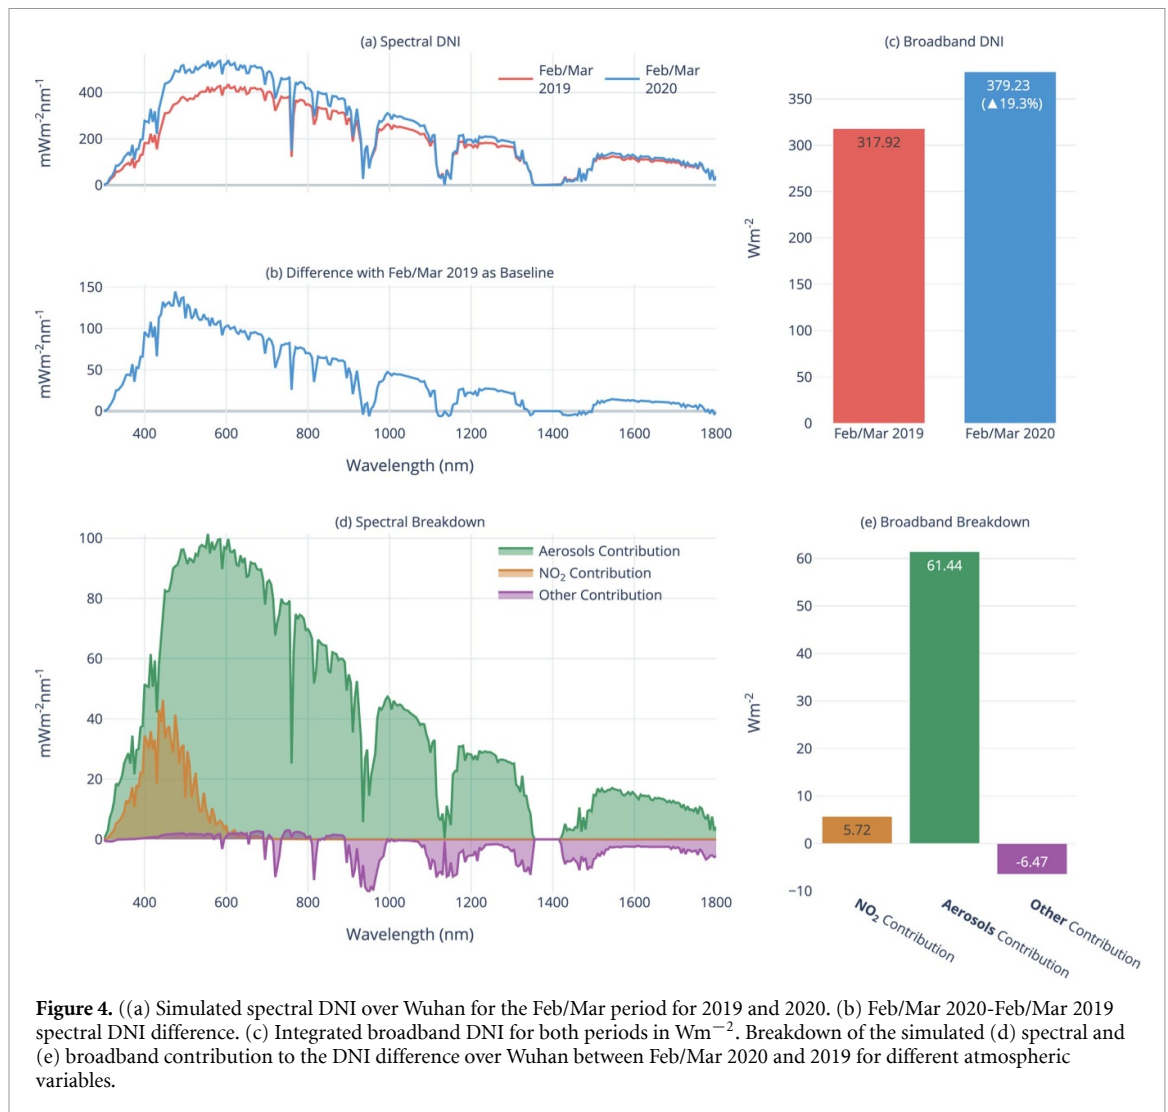 (a) Spectral DNI
mWm-2nm-1
400
200
0
Feb/Mar
2019
Feb/Mar
2020
(b) Difference with Feb/Mar 2019 as Baseline
mWm-2nm-1
150
100
50
0
400 600 800 1000 1200 1400 1600 1800
Wavelength (nm)
(c) Broadband DNI
Wm-2
350
300
250
200
150
100
50
0
317.92
379.23
(▲19.3%)
Feb/Mar 2019 Feb/Mar 2020
(d) Spectral Breakdown
mWm-2nm-1
100
80
60
40
20
0
Aerosols Contribution
NO2 Contribution
Other Contribution
400 600 800 1000 1200 1400 1600 1800
Wavelength (nm)
(e) Broadband Breakdown
Wm-2
60
50
40
30
20
10
0
−10
5.72
61.44
-6.47
NO2 Contribution
Aerosols Contribution
Other Contribution
Figure 4. ((a) Simulated spectral DNI over Wuhan for the Feb/Mar period for 2019 and 2020. (b) Feb/Mar 2020-Feb/Mar 2019
spectral DNI difference. (c) Integrated broadband DNI for both periods in Wm−2. Breakdown of the simulated (d) spectral and
(e) broadband contribution to the DNI difference over Wuhan between Feb/Mar 2020 and 2019 for different atmospheric
variables.